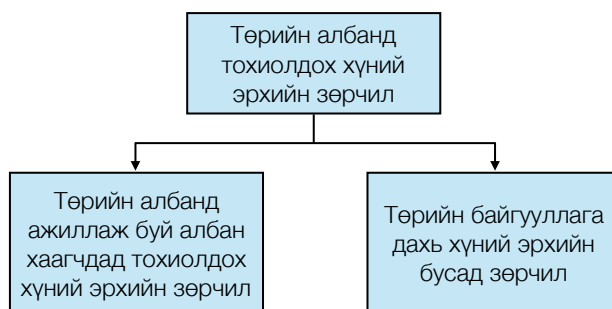 Төрийн албанд
тохиолдох хүний
эрхийн зөрчил
Төрийн албанд
ажиллаж буй албан
хаагчдад тохиолдох
хүний эрхийн зөрчил
Төрийн байгууллага
дахь хүний эрхийн
бусад зөрчил